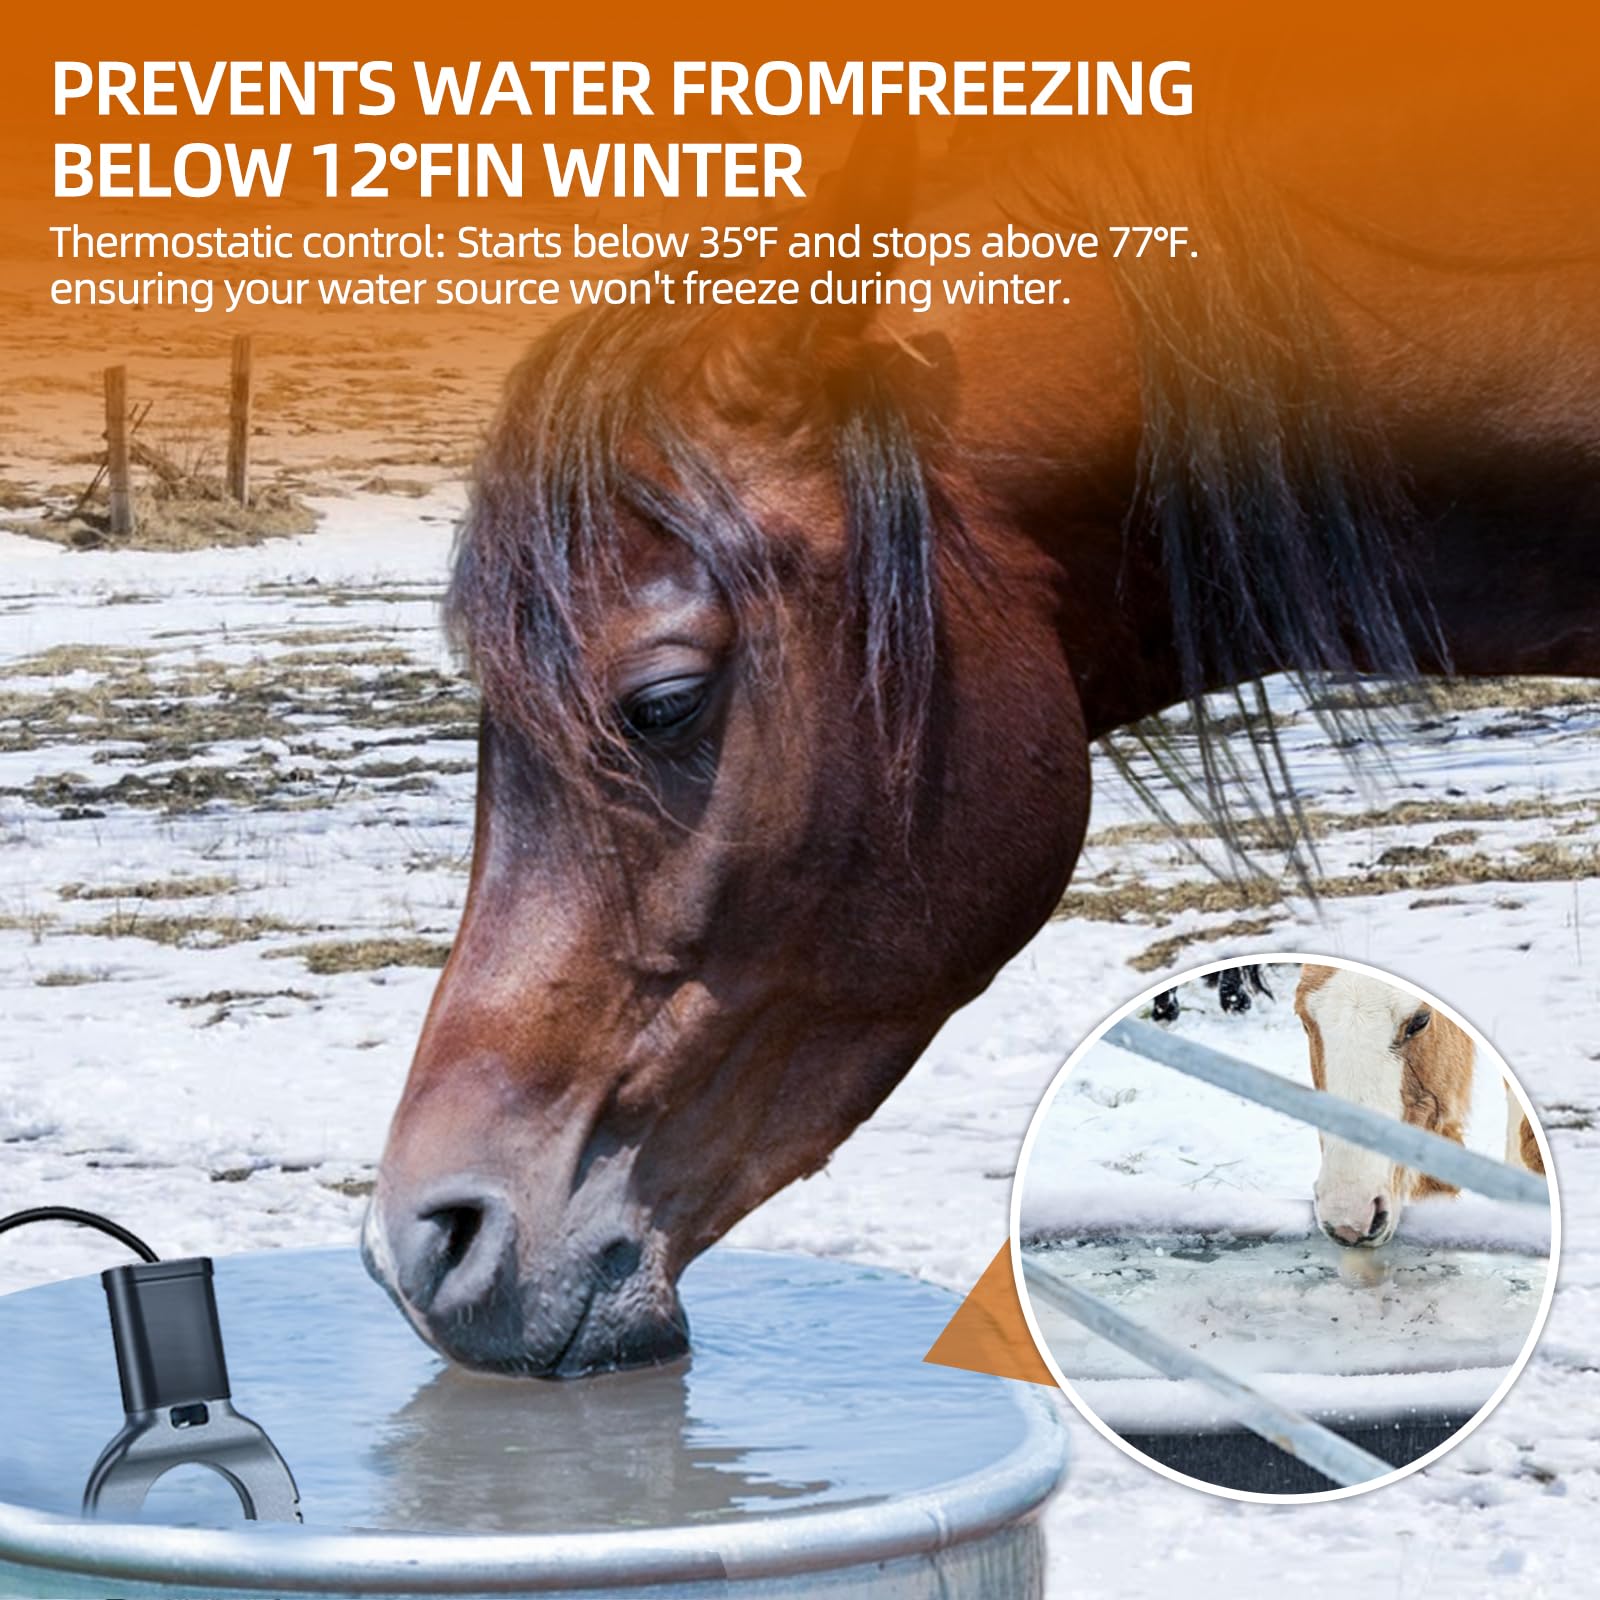 PREVENTS WATER FROMFREEZING
BELOW 12°FIN WINTER
Thermostatic control: Starts below 35°F and stops above 77°F.
ensuring your water source won't freeze during winter.